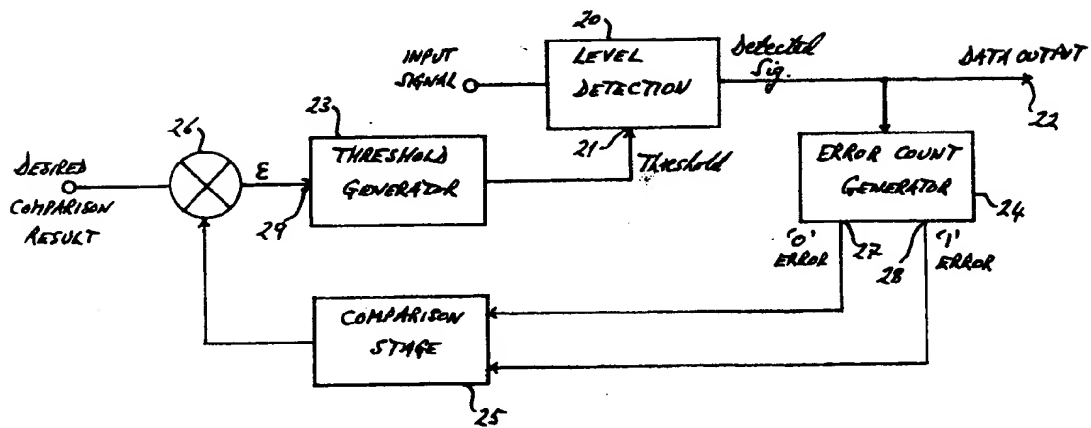 20
INPUT
SIGNAL
LEVEL
DETECTION
Detected
Sig.
DATA OUTPUT
22
26
23
21
Threshold
DESIRED
COMPARISON
RESULT
ε
29
THRESHOLD
GENERATOR
ERROR COUNT
GENERATOR
24
'0'
ERROR
27
28
'1'
ERROR
COMPARISON
STAGE
25